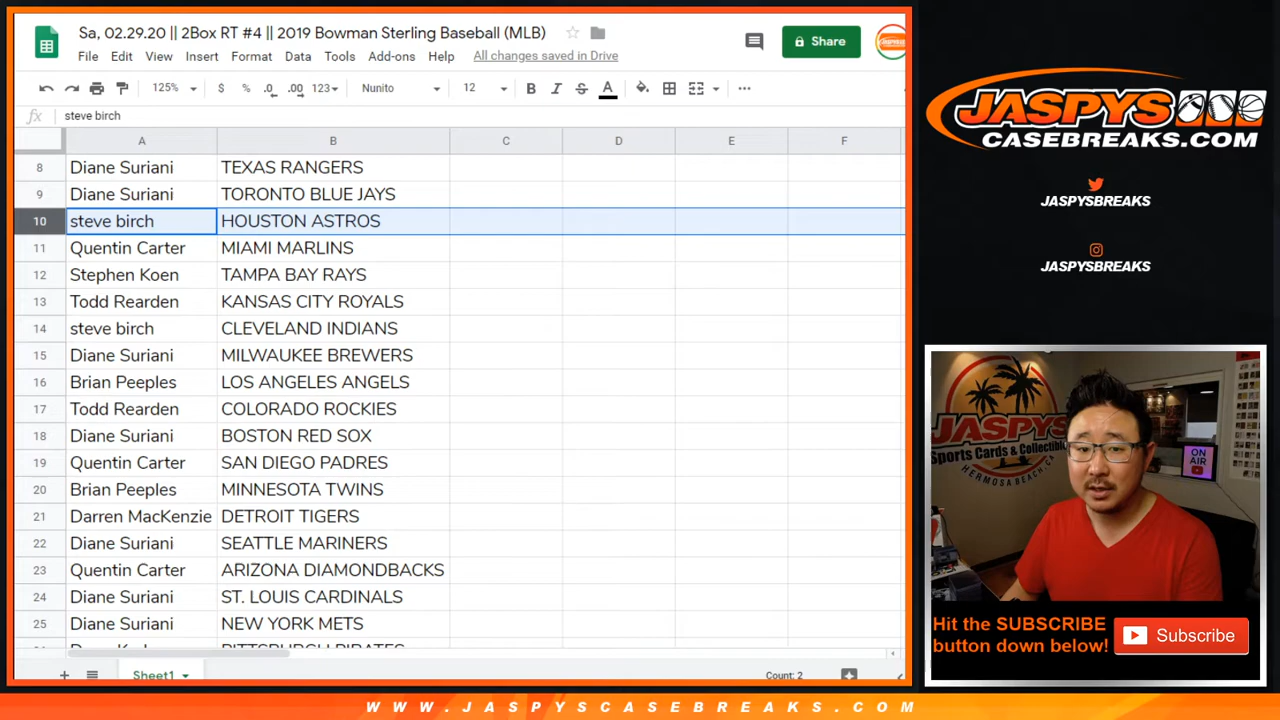 Sa, 02.29.20 || 2Box RT #4 || 2019 Bowman Sterling Baseball (MLB)
File Edit View Insert Format Data Tools Add-ons Help All changes saved in Drive
Share
125% $ % .0 .00 123 Nunito 12 B I S A
fx steve birch
A B C D E F
8 Diane Suriani TEXAS RANGERS
9 Diane Suriani TORONTO BLUE JAYS
10 steve birch HOUSTON ASTROS
11 Quentin Carter MIAMI MARLINS
12 Stephen Koen TAMPA BAY RAYS
13 Todd Rearden KANSAS CITY ROYALS
14 steve birch CLEVELAND INDIANS
15 Diane Suriani MILWAUKEE BREWERS
16 Brian Peeples LOS ANGELES ANGELS
17 Todd Rearden COLORADO ROCKIES
18 Diane Suriani BOSTON RED SOX
19 Quentin Carter SAN DIEGO PADRES
20 Brian Peeples MINNESOTA TWINS
21 Darren MacKenzie DETROIT TIGERS
22 Diane Suriani SEATTLE MARINERS
23 Quentin Carter ARIZONA DIAMONDBACKS
24 Diane Suriani ST. LOUIS CARDINALS
25 Diane Suriani NEW YORK METS
PITTSBURGH PIRATES
Sheet1
Count: 2
JASPYS
CASEBREAKS.COM
JASPYSBREAKS
JASPYSBREAKS
JASPYS
Sports Cards & Collectibles
HERMOSA BEACH, CA
ON AIR
Hit the SUBSCRIBE
button down below!
Subscribe
WWW.JASPYSCASEBREAKS.COM